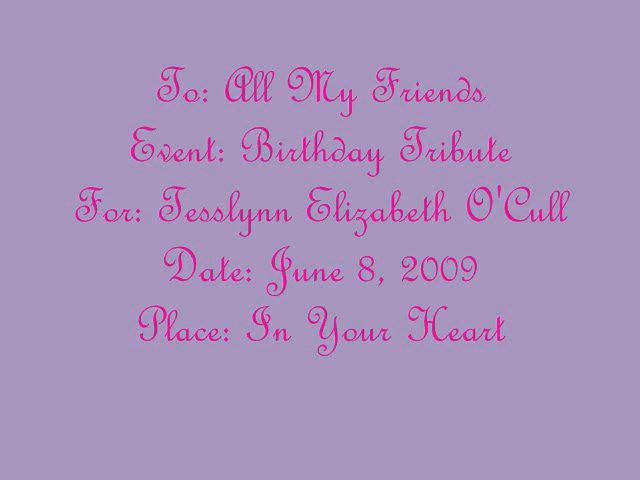 To: All My Friends
Event: Birthday Tribute
For: Tesslynn Elizabeth O'Cull
Date: June 8, 2009
Place: In Your Heart